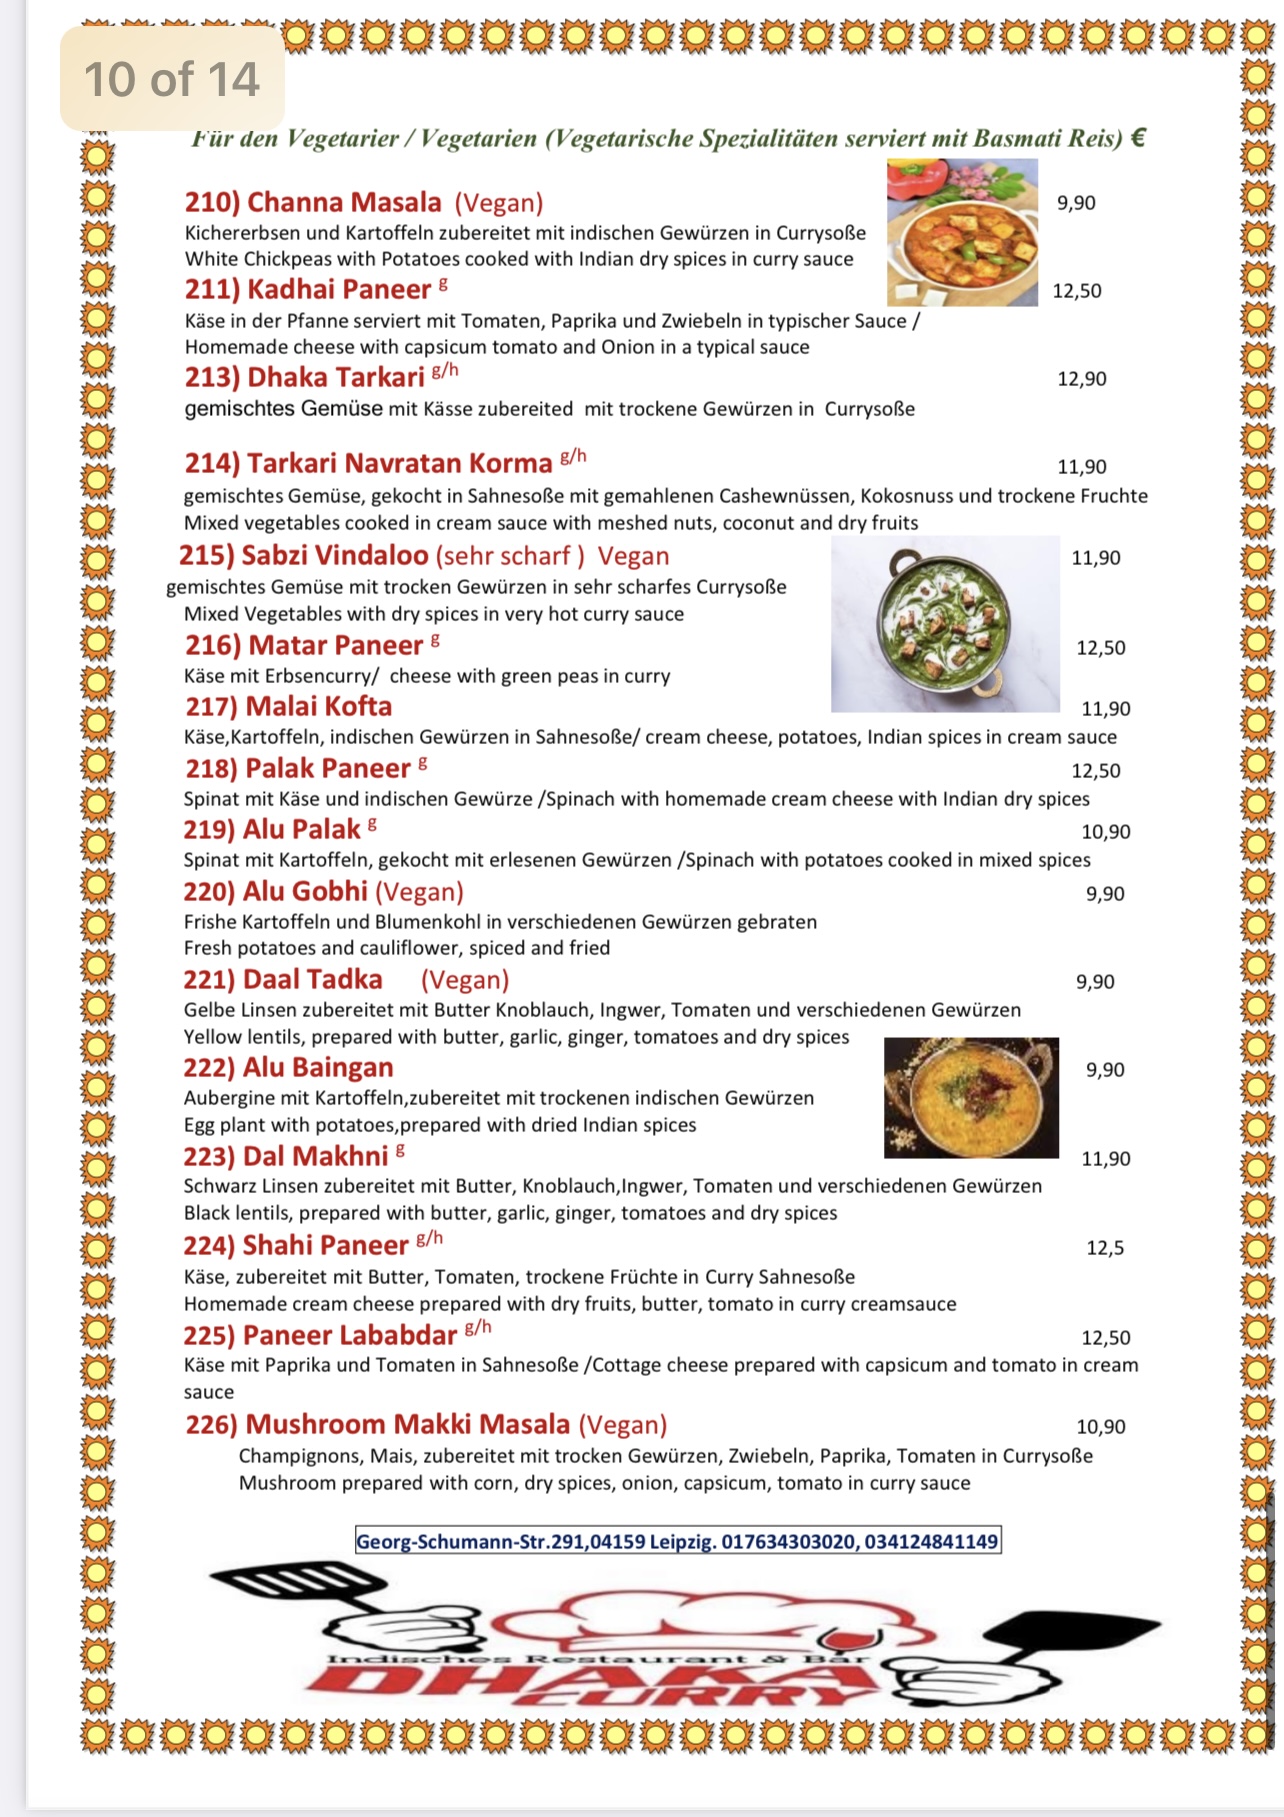 10 of 14
Für den Vegetarier / Vegetarien (Vegetarische Spezialitäten serviert mit Basmati Reis) €
210) Channa Masala (Vegan) 9,90
Kichererbsen und Kartoffeln zubereitet mit indischen Gewürzen in Currysoße
White Chickpeas with Potatoes cooked with Indian dry spices in curry sauce
211) Kadhai Paneer g 12,50
Käse in der Pfanne serviert mit Tomaten, Paprika und Zwiebeln in typischer Sauce /
Homemade cheese with capsicum tomato and Onion in a typical sauce
213) Dhaka Tarkari g/h 12,90
gemischtes Gemüse mit Kässe zubereited mit trockene Gewürzen in Currysoße
214) Tarkari Navratan Korma g/h 11,90
gemischtes Gemüse, gekocht in Sahnesoße mit gemahlenen Cashewnüssen, Kokosnuss und trockene Fruchte
Mixed vegetables cooked in cream sauce with meshed nuts, coconut and dry fruits
215) Sabzi Vindaloo (sehr scharf ) Vegan 11,90
gemischtes Gemüse mit trocken Gewürzen in sehr scharfes Currysoße
Mixed Vegetables with dry spices in very hot curry sauce
216) Matar Paneer g 12,50
Käse mit Erbsencurry/ cheese with green peas in curry
217) Malai Kofta 11,90
Käse,Kartoffeln, indischen Gewürzen in Sahnesoße/ cream cheese, potatoes, Indian spices in cream sauce
218) Palak Paneer g 12,50
Spinat mit Käse und indischen Gewürze /Spinach with homemade cream cheese with Indian dry spices
219) Alu Palak g 10,90
Spinat mit Kartoffeln, gekocht mit erlesenen Gewürzen /Spinach with potatoes cooked in mixed spices
220) Alu Gobhi (Vegan) 9,90
Frishe Kartoffeln und Blumenkohl in verschiedenen Gewürzen gebraten
Fresh potatoes and cauliflower, spiced and fried
221) Daal Tadka (Vegan) 9,90
Gelbe Linsen zubereitet mit Butter Knoblauch, Ingwer, Tomaten und verschiedenen Gewürzen
Yellow lentils, prepared with butter, garlic, ginger, tomatoes and dry spices
222) Alu Baingan 9,90
Aubergine mit Kartoffeln,zubereitet mit trockenen indischen Gewürzen
Egg plant with potatoes,prepared with dried Indian spices
223) Dal Makhni g 11,90
Schwarz Linsen zubereitet mit Butter, Knoblauch,Ingwer, Tomaten und verschiedenen Gewürzen
Black lentils, prepared with butter, garlic, ginger, tomatoes and dry spices
224) Shahi Paneer g/h 12,5
Käse, zubereitet mit Butter, Tomaten, trockene Früchte in Curry Sahnesoße
Homemade cream cheese prepared with dry fruits, butter, tomato in curry creamsauce
225) Paneer Lababdar g/h 12,50
Käse mit Paprika und Tomaten in Sahnesoße /Cottage cheese prepared with capsicum and tomato in cream
sauce
226) Mushroom Makki Masala (Vegan) 10,90
Champignons, Mais, zubereitet mit trocken Gewürzen, Zwiebeln, Paprika, Tomaten in Currysoße
Mushroom prepared with corn, dry spices, onion, capsicum, tomato in curry sauce
Georg-Schumann-Str.291,04159 Leipzig. 017634303020, 034124841149
Indisches Restaurant & Bar
DHAKA
CURRY